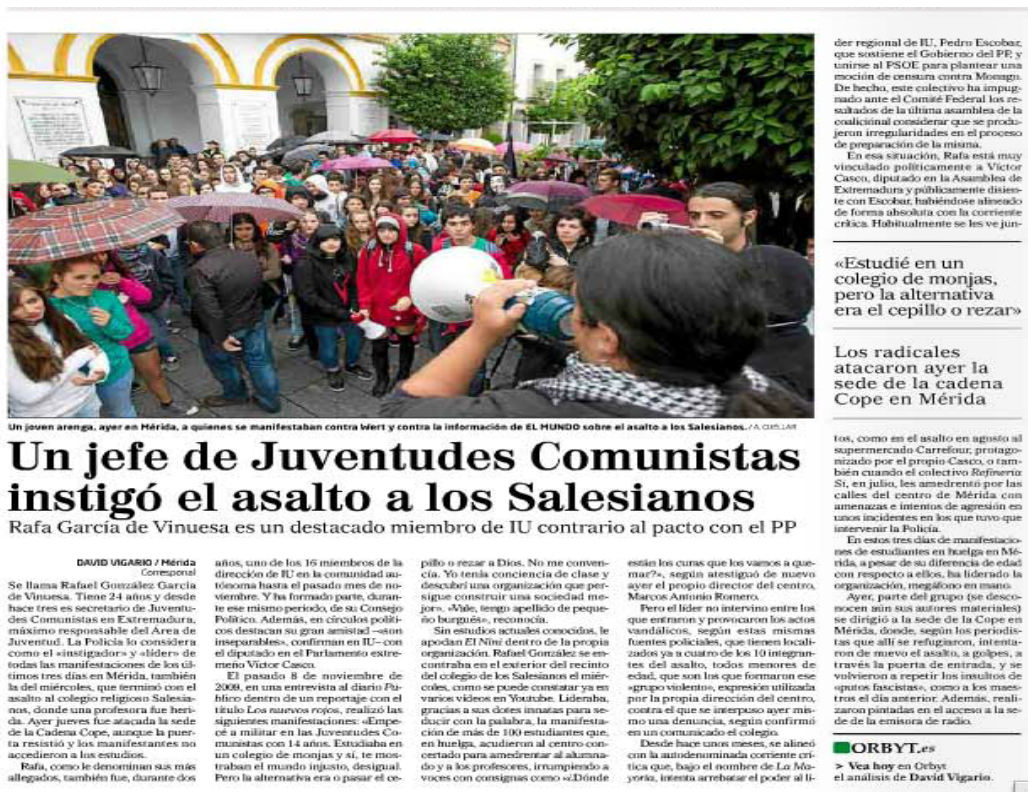 Un joven arenga, ayer en Mérida, a quienes se manifestaban contra Wert y contra la información de EL MUNDO sobre el asalto a los Salesianos. / A. CUÉLLAR
Un jefe de Juventudes Comunistas
instigó el asalto a los Salesianos
Rafa García de Vinuesa es un destacado miembro de IU contrario al pacto con el PP
DAVID VIGARIO / Mérida
Corresponsal
Se llama Rafael González García
de Vinuesa. Tiene 24 años y desde
hace tres es secretario de Juventu-
des Comunistas en Extremadura,
máximo responsable del Área de
Juventud. La Policía lo considera
como el «instigador» y «líder» de
todas las manifestaciones de los úl-
timos tres días en Mérida, también
la del miércoles, que terminó con el
asalto al colegio religioso Salesia-
nos, donde una profesora fue heri-
da. Ayer jueves fue atacada la sede
de la Cadena Cope, aunque la puer-
ta resistió y los manifestantes no
accedieron a los estudios.
Rafa, como le denominan sus más
allegados, también fue, durante dos
años, uno de los 16 miembros de la
dirección de IU en la comunidad au-
tónoma hasta el pasado mes de no-
viembre. Y ha formado parte, duran-
te ese mismo periodo, de su Consejo
Político. Además, en círculos políti-
cos destacan su gran amistad –«son
inseparables», confirman en IU– con
el diputado en el Parlamento extre-
meño Víctor Casco.
El pasado 8 de noviembre de
2009, en una entrevista al diario Pú-
blico dentro de un reportaje con el
título Los nuevos rojos, realizó las
siguientes manifestaciones: «Empe-
cé a militar en las Juventudes Co-
munistas con 14 años. Estudiaba en
un colegio de monjas y sí, te mos-
traban el mundo injusto, desigual.
Pero la alternativa era o pasar el ce-
pillo o rezar a Dios. No me conven-
cía. Yo tenía conciencia de clase y
descubrí una organización que per-
sigue construir una sociedad me-
jor». «Vale, tengo apellido de peque-
ño burgués», reconocía.
Sin estudios actuales conocidos, le
apodan El Niñi dentro de la propia
organización. Rafael González se en-
contraba en el exterior del recinto
del colegio de los Salesianos el miér-
coles, como se puede constatar ya en
varios vídeos en Youtube. Lideraba,
gracias a sus dotes innatas para se-
ducir con la palabra, la manifesta-
ción de más de 100 estudiantes que,
en huelga, acudieron al centro con-
certado para amedrentar al alumna-
do y a los profesores, irrumpiendo a
voces con consignas como «¿Dónde
están los curas que los vamos a que-
mar?», según atestiguó de nuevo
ayer el propio director del centro,
Marcos Antonio Romero.
Pero el líder no intervino entre los
que entraron y provocaron los actos
vandálicos, según estas mismas
fuentes policiales, que tienen locali-
zados ya a cuatro de los 10 integran-
tes del asalto, todos menores de
edad, que son los que formaron ese
«grupo violento», expresión utilizada
por la propia dirección del centro,
contra el que se interpuso ayer mis-
mo una denuncia, según confirmó
en un comunicado el colegio.
Desde hace unos meses, se alineó
con la autodenominada corriente crí-
tica que, bajo el nombre de La Ma-
yoría, intenta arrebatar el poder al lí-
der regional de IU, Pedro Escobar,
que sostiene el Gobierno del PP, y
unirse al PSOE para plantear una
moción de censura contra Monago.
De hecho, este colectivo ha impug-
nado ante el Comité Federal los re-
sultados de la última asamblea de la
coalicinal considerar que se produ-
jeron irregularidades en el proceso
de preparación de la misma.
En esa situación, Rafa está muy
vinculado políticamente a Víctor
Casco, diputado en la Asamblea de
Extremadura y públicamente disien-
te con Escobar, habiéndose alineado
de forma absoluta con la corriente
crítica. Habitualmente se les ve jun-
«Estudié en un
colegio de monjas,
pero la alternativa
era el cepillo o rezar»
Los radicales
atacaron ayer la
sede de la cadena
Cope en Mérida
tos, como en el asalto en agosto al
supermercado Carrefour, protago-
nizado por el propio Casco, o tam-
bién cuando el colectivo Refinería
Sí, en julio, les amedrentó por las
calles del centro de Mérida con
amenazas e intentos de agresión en
unos incidentes en los que tuvo que
intervenir la Policía.
En estos tres días de manifestacio-
nes de estudiantes en huelga en Mé-
rida, a pesar de su diferencia de edad
con respecto a ellos, ha liderado la
organización, megáfono en mano.
Ayer, parte del grupo (se desco-
nocen aún sus autores materiales)
se dirigió a la sede de la Cope en
Mérida, donde, según los periodis-
tas que allí se refugiaron, intenta-
ron de nuevo el asalto, a golpes, a
través la puerta de entrada, y se
volvieron a repetir los insultos de
«putos fascistas», como a los maes-
tros el día anterior. Además, reali-
zaron pintadas en el acceso a la se-
de de la emisora de radio.
ORBYT.es
> Vea hoy en Orbyt
el análisis de David Vigario.